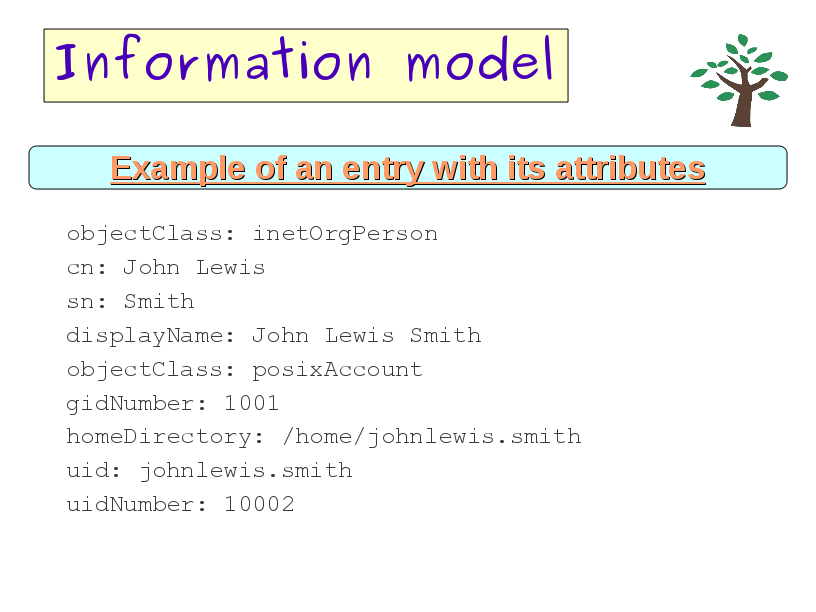 Information model
Example of an entry with its attributes
objectClass: inetOrgPerson
cn: John Lewis
sn: Smith
displayName: John Lewis Smith
objectClass: posixAccount
gidNumber: 1001
homeDirectory: /home/johnlewis.smith
uid: johnlewis.smith
uidNumber: 10002